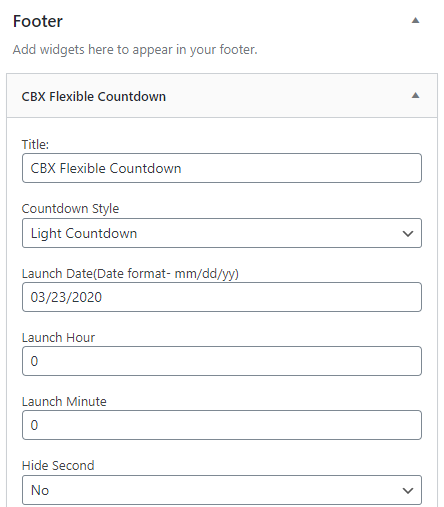 Footer
Add widgets here to appear in your footer.
CBX Flexible Countdown
Title:
CBX Flexible Countdown
Countdown Style
Light Countdown
Launch Date(Date format- mm/dd/yy)
03/23/2020
Launch Hour
0
Launch Minute
0
Hide Second
No